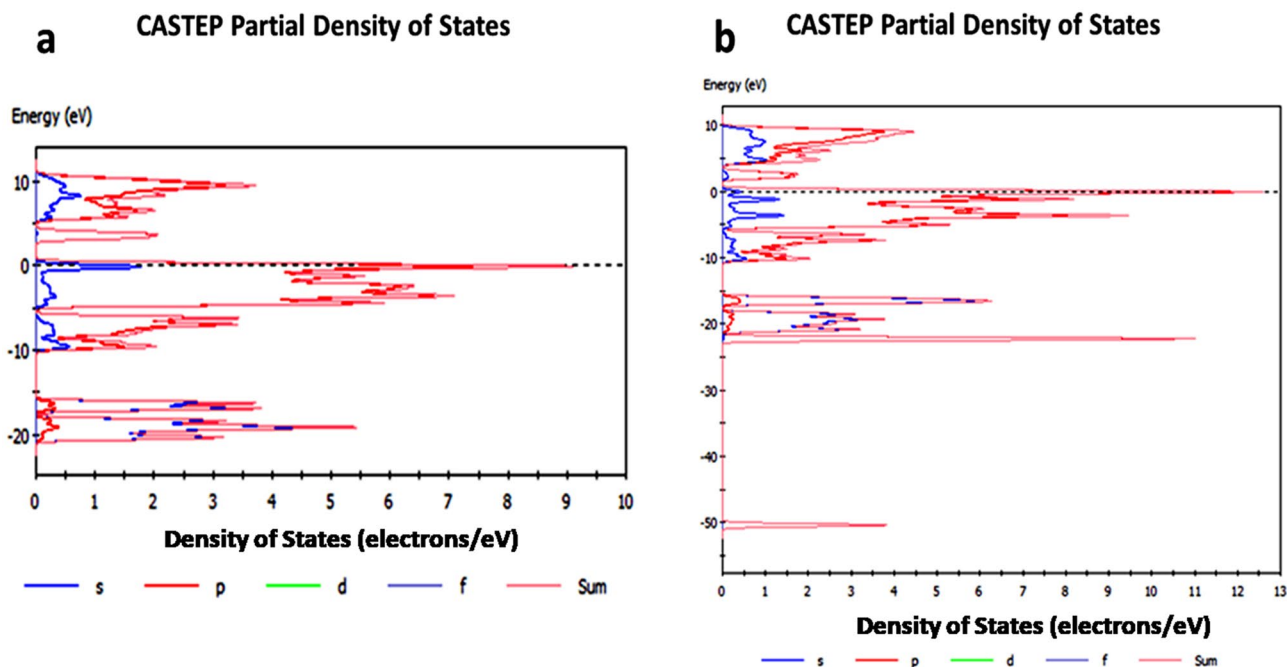 a
CASTEP Partial Density of States
Energy (eV)
10
0
-10
-20
0 1 2 3 4 5 6 7 8 9 10
Density of States (electrons/eV)
s p d f Sum
b
CASTEP Partial Density of States
Energy (eV)
10
0
-10
-20
-30
-40
-50
0 1 2 3 4 5 6 7 8 9 10 11 12 13
Density of States (electrons/eV)
s p d f Sum